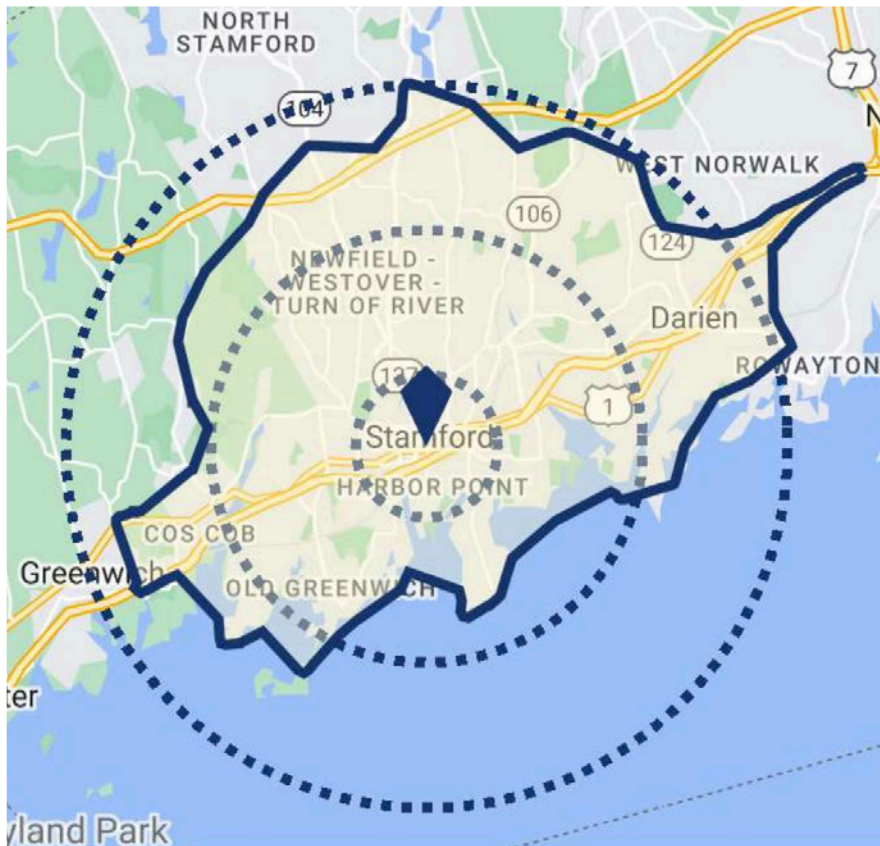 NORTH
STAMFORD
104
7
N
WEST NORWALK
106
124
NEWFIELD -
WESTOVER -
TURN OF RIVER
Darien
137
ROWAYTON
1
Stamford
HARBOR POINT
COS COB
Greenwich
OLD GREENWICH
ter
yland Park